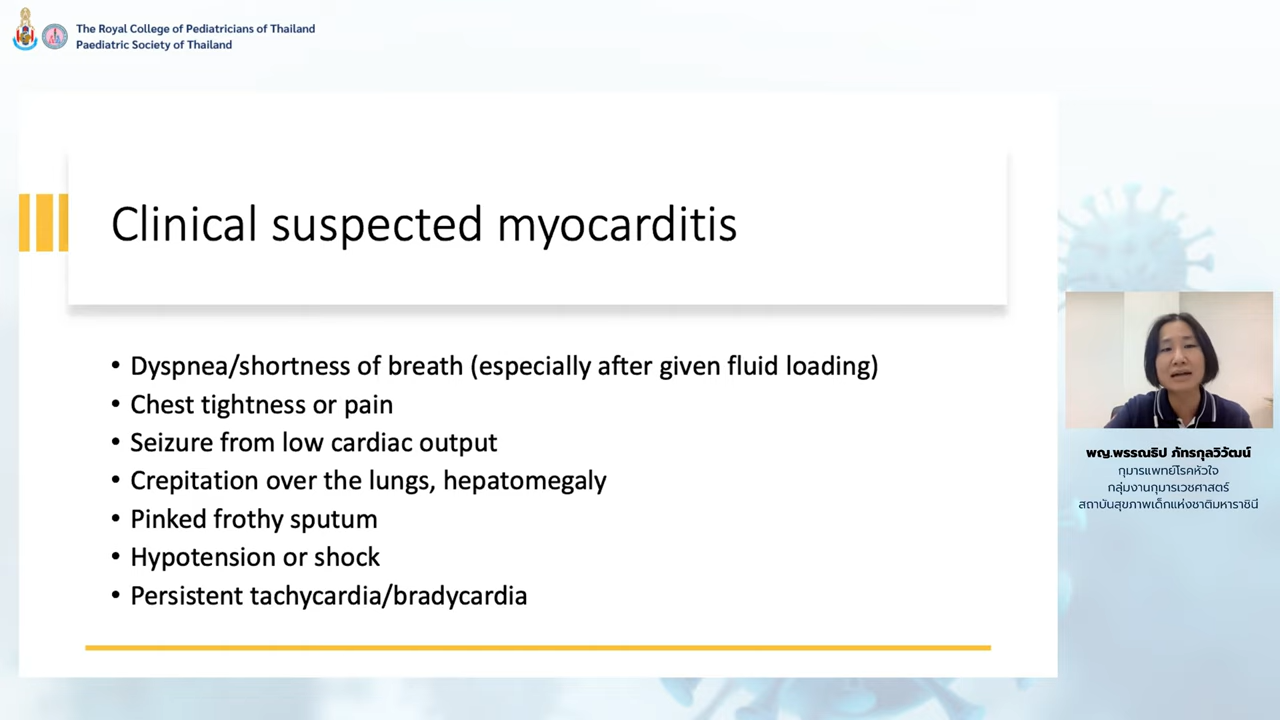 The Royal College of Pediatricians of Thailand
Paediatric Society of Thailand
Clinical suspected myocarditis
• Dyspnea/shortness of breath (especially after given fluid loading)
• Chest tightness or pain
• Seizure from low cardiac output
• Crepitation over the lungs, hepatomegaly
• Pinked frothy sputum
• Hypotension or shock
• Persistent tachycardia/bradycardia
พญ.พรรณธิป ภัทรกุลวิวัฒน์
กุมารแพทย์โรคหัวใจ
กลุ่มงานกุมารเวชศาสตร์
สถาบันสุขภาพเด็กแห่งชาติมหาราชินี